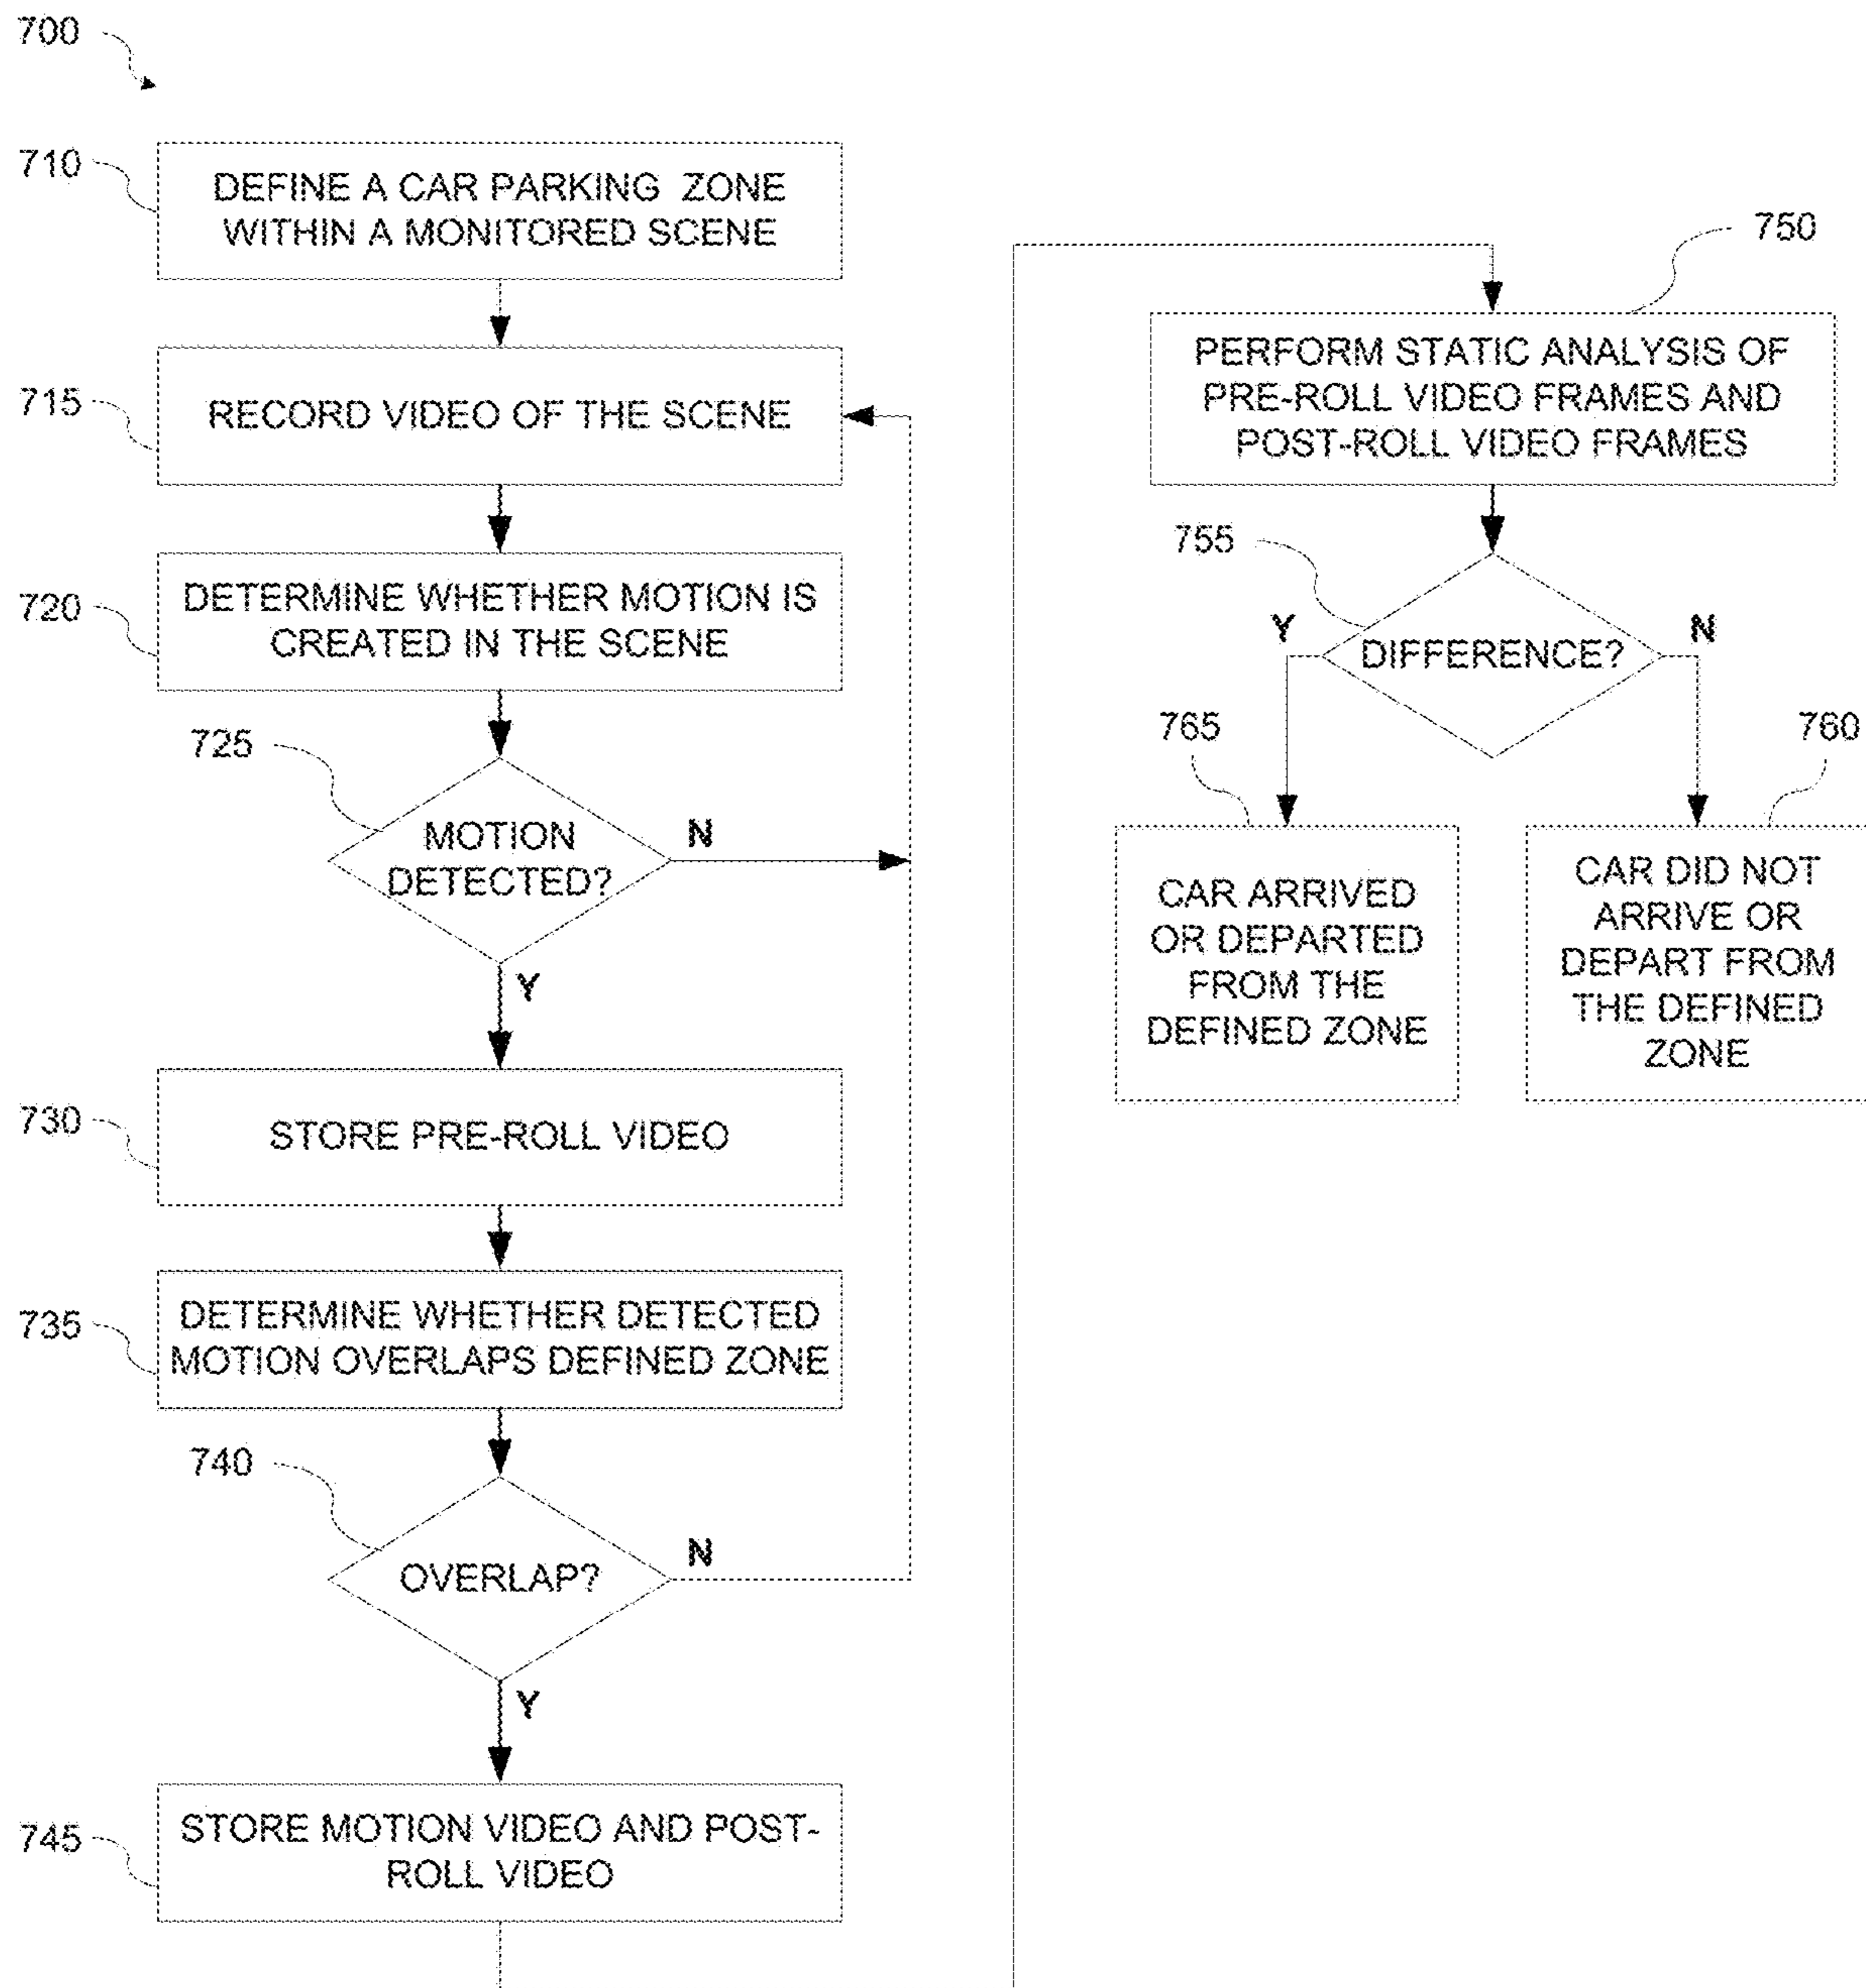 700
710
DEFINE A CAR PARKING ZONE
WITHIN A MONITORED SCENE
715
RECORD VIDEO OF THE SCENE
720
DETERMINE WHETHER MOTION IS
CREATED IN THE SCENE
725
MOTION
DETECTED?
N
Y
730
STORE PRE-ROLL VIDEO
735
DETERMINE WHETHER DETECTED
MOTION OVERLAPS DEFINED ZONE
740
OVERLAP?
N
Y
745
STORE MOTION VIDEO AND POST-
ROLL VIDEO
750
PERFORM STATIC ANALYSIS OF
PRE-ROLL VIDEO FRAMES AND
POST-ROLL VIDEO FRAMES
755
DIFFERENCE?
Y
N
765
CAR ARRIVED
OR DEPARTED
FROM THE
DEFINED ZONE
760
CAR DID NOT
ARRIVE OR
DEPART FROM
THE DEFINED
ZONE